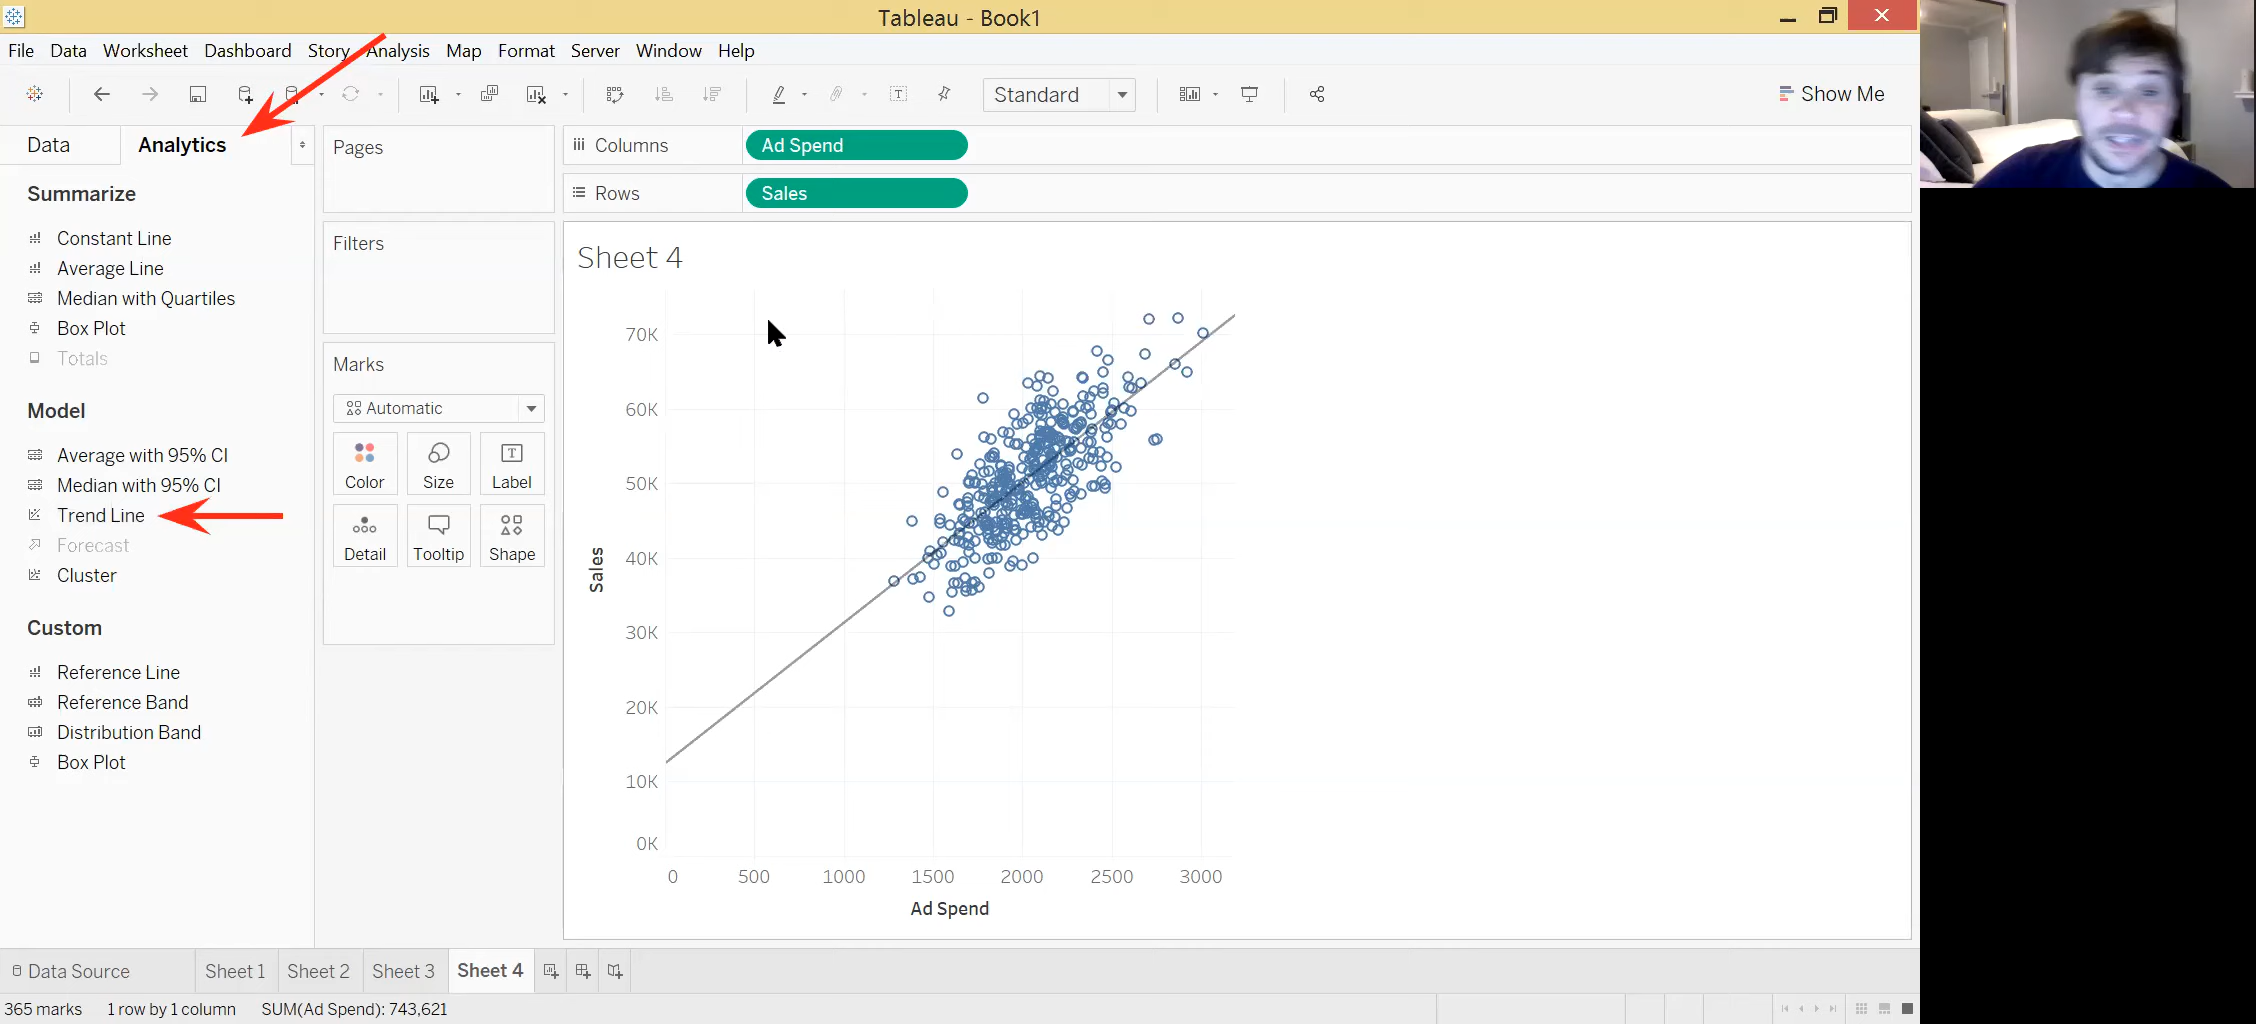 Tableau - Book1
File Data Worksheet Dashboard Story Analysis Map Format Server Window Help
Standard
Show Me
Data Analytics
Summarize
Constant Line
Average Line
Median with Quartiles
Box Plot
Totals
Model
Average with 95% CI
Median with 95% CI
Trend Line
Forecast
Cluster
Custom
Reference Line
Reference Band
Distribution Band
Box Plot
Pages
Filters
Marks
Automatic
Color Size Label
Detail Tooltip Shape
Columns Ad Spend
Rows Sales
Sheet 4
70K
60K
50K
40K
30K
20K
10K
0K
Sales
0 500 1000 1500 2000 2500 3000
Ad Spend
Data Source Sheet 1 Sheet 2 Sheet 3 Sheet 4
365 marks 1 row by 1 column SUM(Ad Spend): 743,621